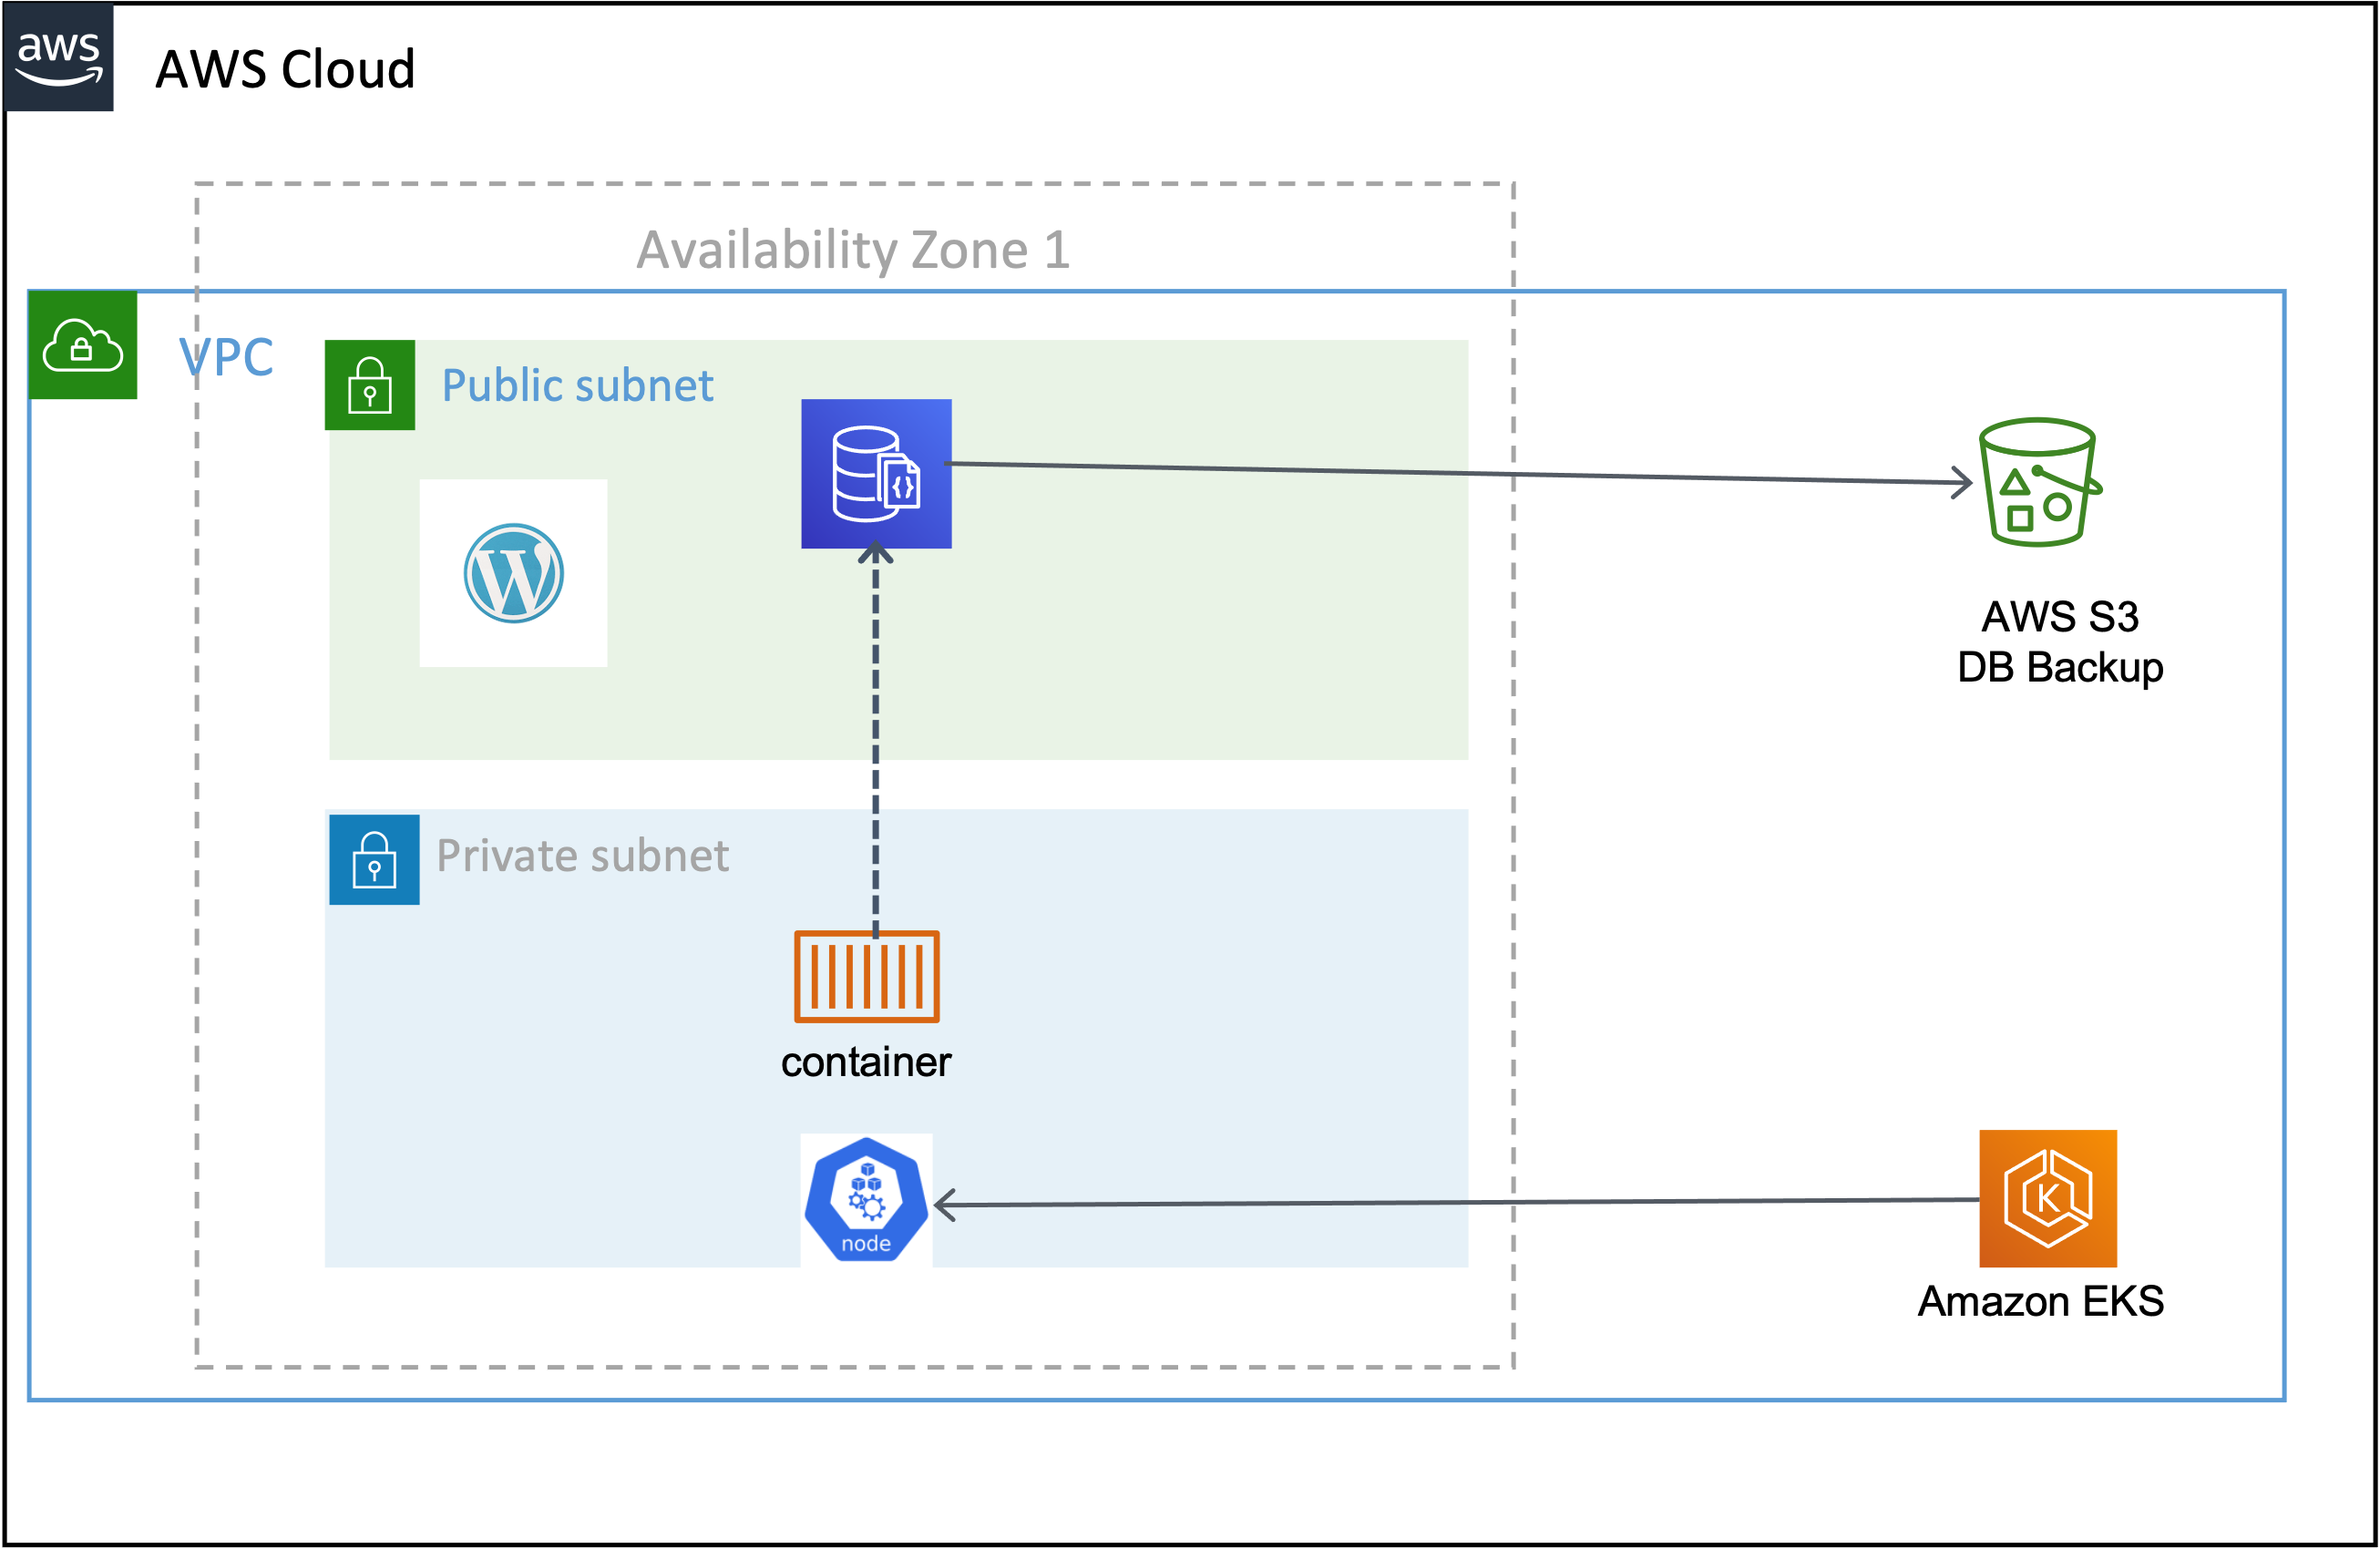 aws
AWS Cloud
Availability Zone 1
VPC
Public subnet
{}
W
AWS S3
DB Backup
Private subnet
container
node
K
Amazon EKS